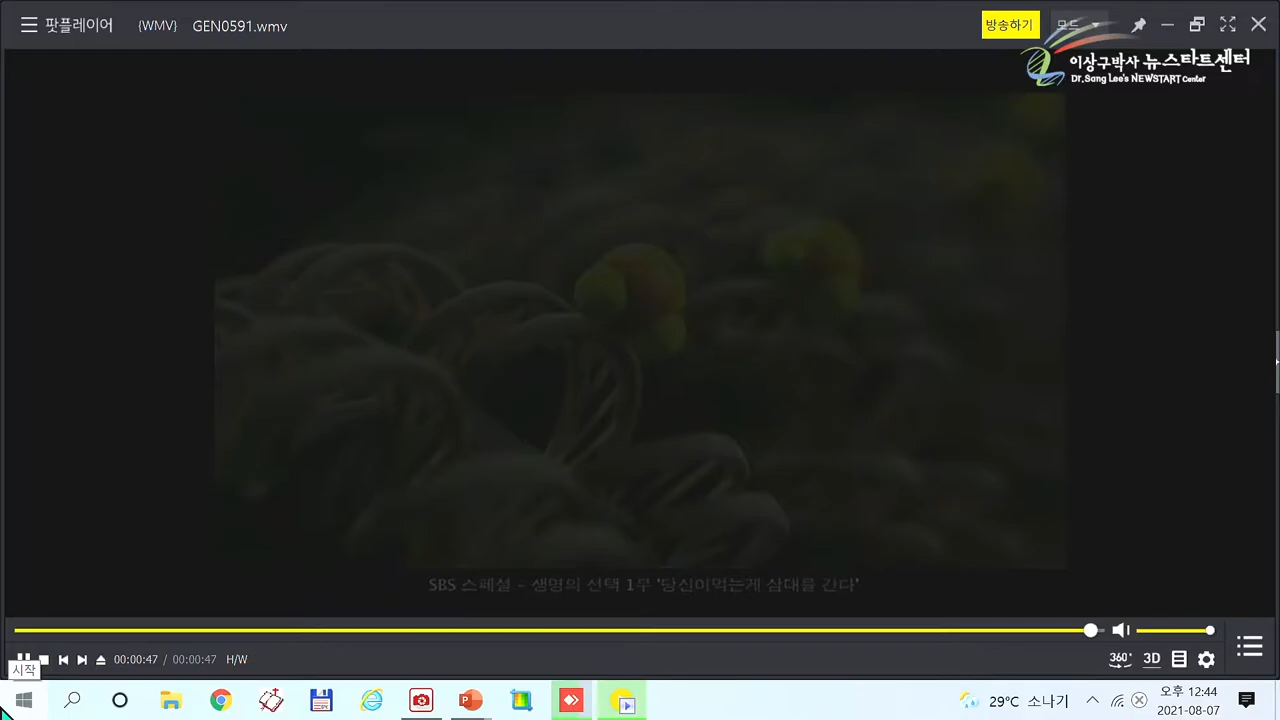 팟플레이어
{WMV}
GEN0591.wmv
방송하기
모드
이상구박사 뉴스타트센터
Dr.Sang Lee's NEWSTART Center
SBS 스페셜 - 생명의 선택 1부 '당신이먹는게 삼대를 간다'
00:00:47 / 00:00:47 H/W
360°
3D
시작
29°C 소나기
오후 12:44
2021-08-07